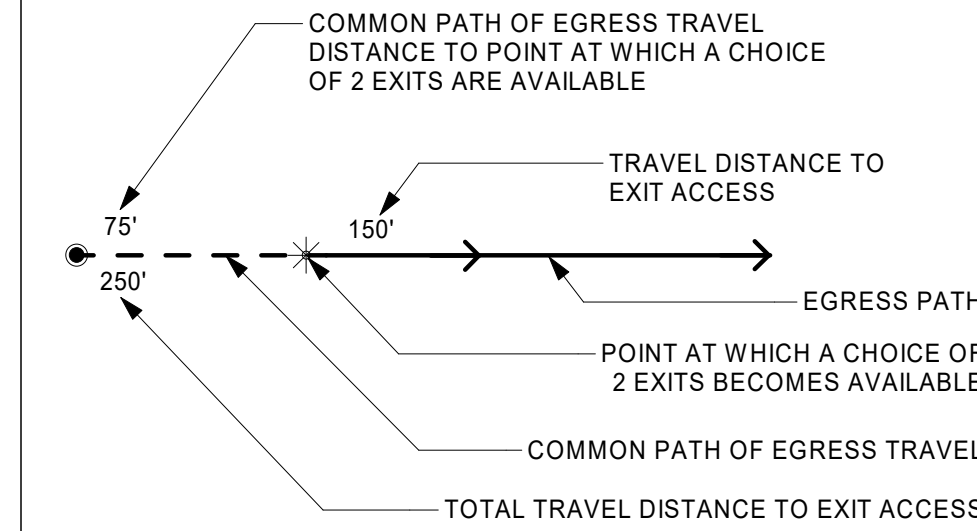 COMMON PATH OF EGRESS TRAVEL
DISTANCE TO POINT AT WHICH A CHOICE
OF 2 EXITS ARE AVAILABLE
TRAVEL DISTANCE TO
EXIT ACCESS
75'
150'
250'
EGRESS PATH
POINT AT WHICH A CHOICE OF
2 EXITS BECOMES AVAILABLE
COMMON PATH OF EGRESS TRAVEL
TOTAL TRAVEL DISTANCE TO EXIT ACCESS